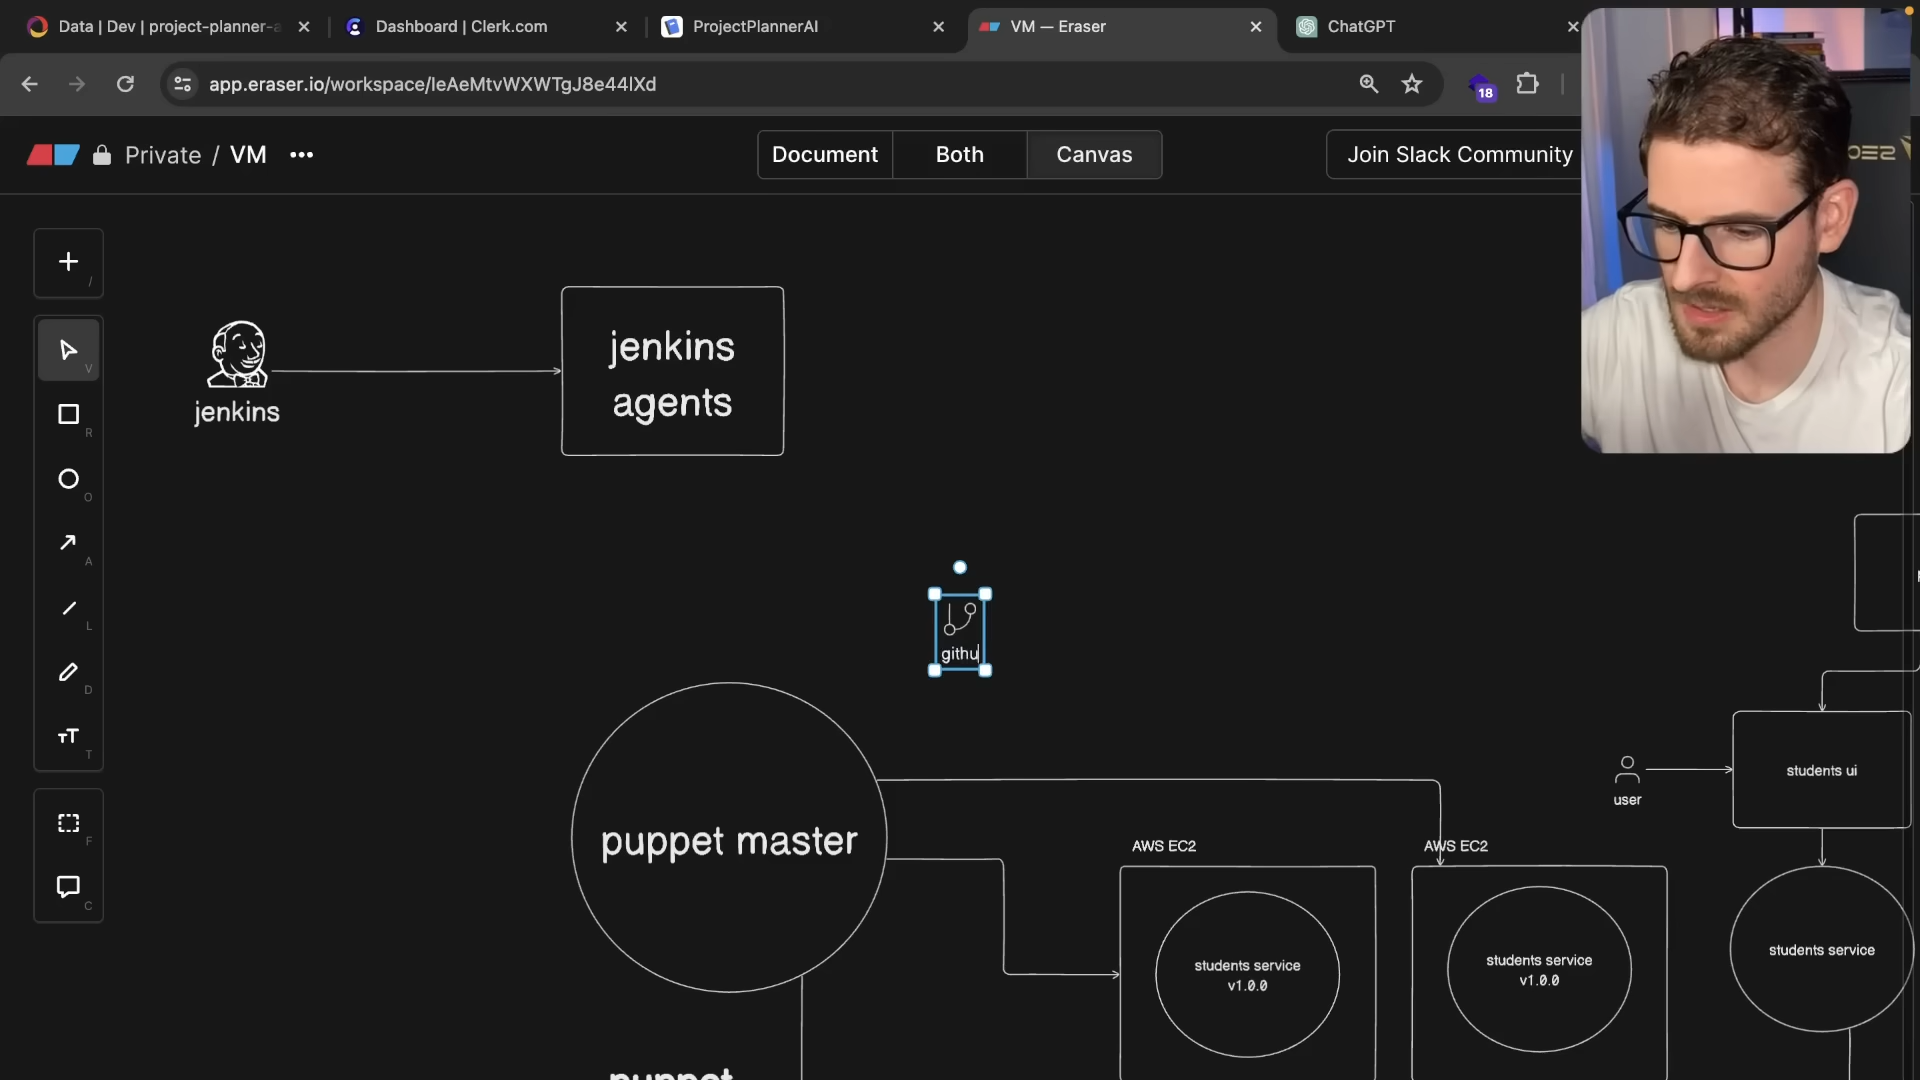 Data | Dev | project-planner-a
Dashboard | Clerk.com
ProjectPlannerAI
VM — Eraser
ChatGPT
app.eraser.io/workspace/IeAeMtvWXWTgJ8e44lXd
18
Private / VM
Document
Both
Canvas
Join Slack Community
/
V
R
O
A
L
D
T
F
C
jenkins
jenkins
agents
githu
puppet master
AWS EC2
AWS EC2
students service
v1.0.0
students service
v1.0.0
user
students ui
students service
puppet